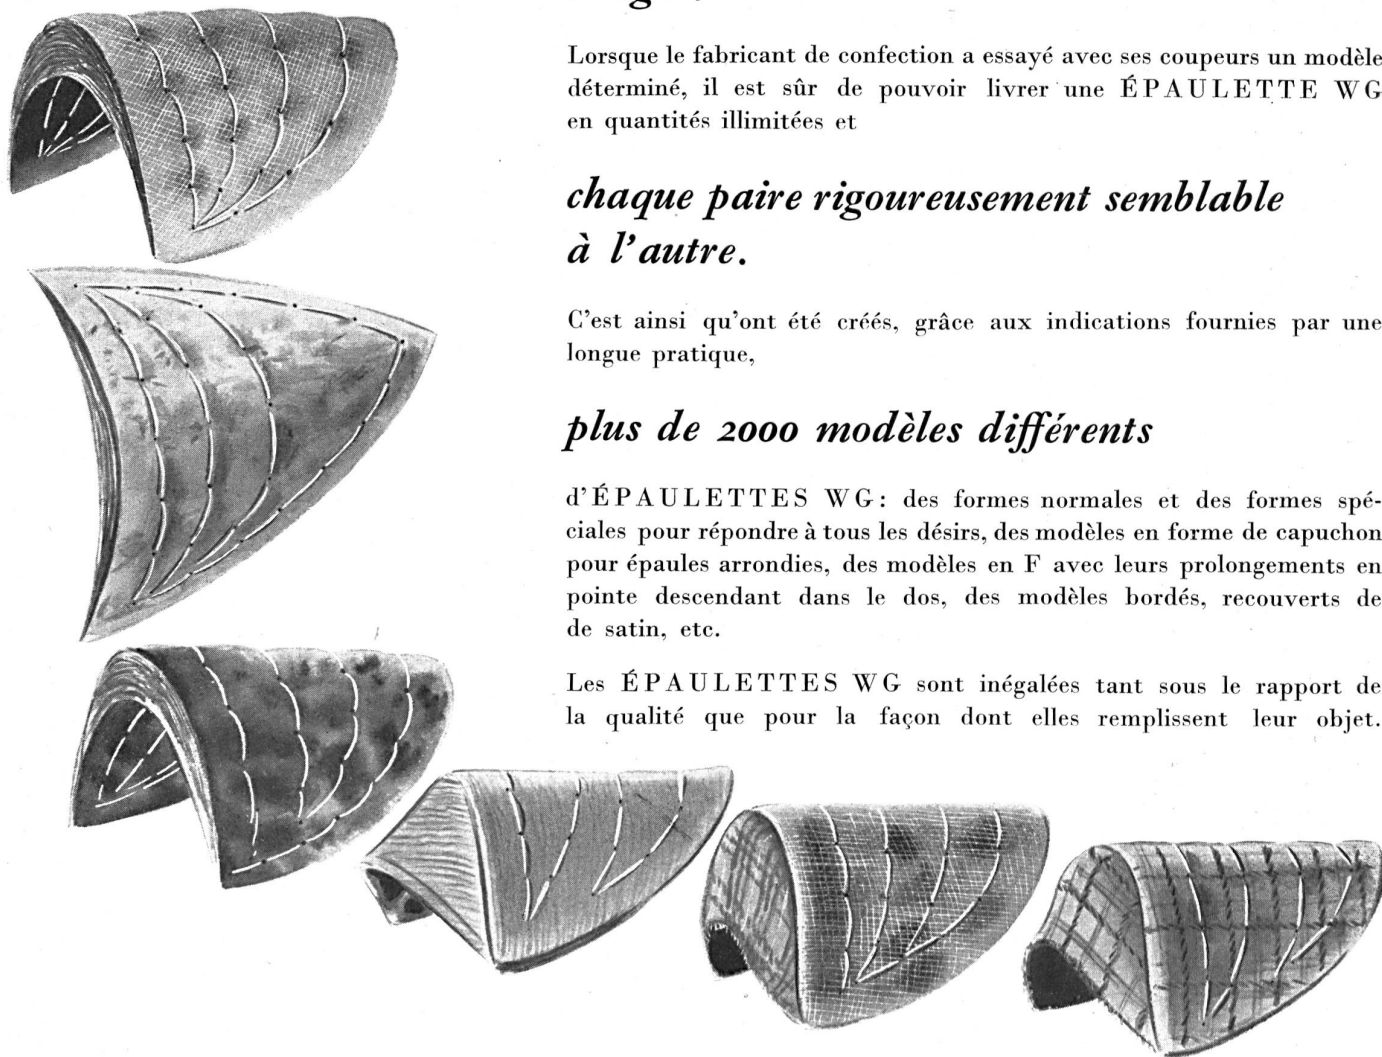 Lorsque le fabricant de confection a essayé avec ses coupeurs un modèle
déterminé, il est sûr de pouvoir livrer une ÉPAULETTE WG
en quantités illimitées et
chaque paire rigoureusement semblable
à l'autre.
C'est ainsi qu'ont été créés, grâce aux indications fournies par une
longue pratique,
plus de 2000 modèles différents
d'ÉPAULETTES WG: des formes normales et des formes spé-
ciales pour répondre à tous les désirs, des modèles en forme de capuchon
pour épaules arrondies, des modèles en F avec leurs prolongements en
pointe descendant dans le dos, des modèles bordés, recouverts de
de satin, etc.
Les ÉPAULETTES WG sont inégalées tant sous le rapport de
la qualité que pour la façon dont elles remplissent leur objet.